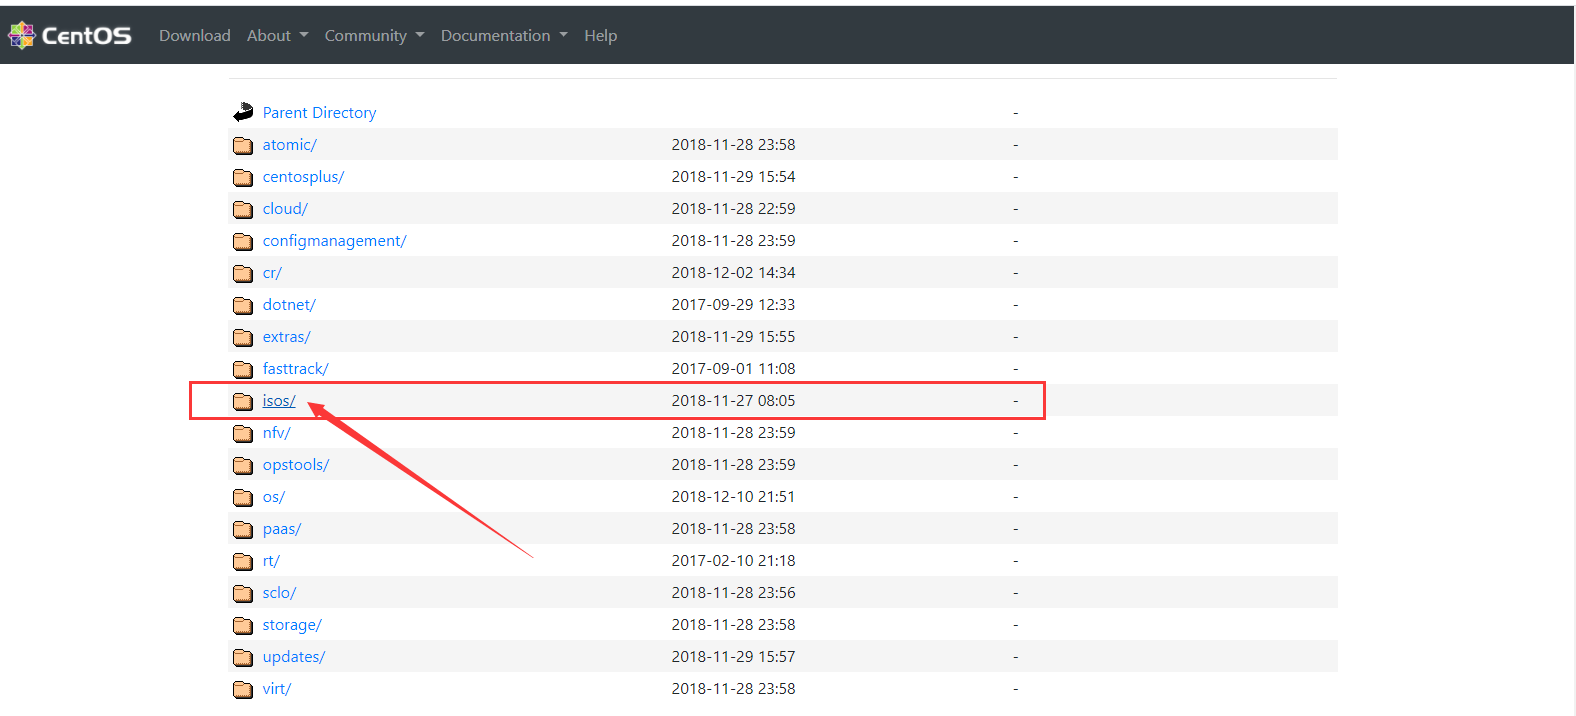 CentOS Download About Community Documentation Help
Parent Directory -
atomic/ 2018-11-28 23:58 -
centosplus/ 2018-11-29 15:54 -
cloud/ 2018-11-28 22:59 -
configmanagement/ 2018-11-28 23:59 -
cr/ 2018-12-02 14:34 -
dotnet/ 2017-09-29 12:33 -
extras/ 2018-11-29 15:55 -
fasttrack/ 2017-09-01 11:08 -
isos/ 2018-11-27 08:05 -
nfv/ 2018-11-28 23:59 -
opstools/ 2018-11-28 23:59 -
os/ 2018-12-10 21:51 -
paas/ 2018-11-28 23:58 -
rt/ 2017-02-10 21:18 -
sclo/ 2018-11-28 23:56 -
storage/ 2018-11-28 23:58 -
updates/ 2018-11-29 15:57 -
virt/ 2018-11-28 23:58 -